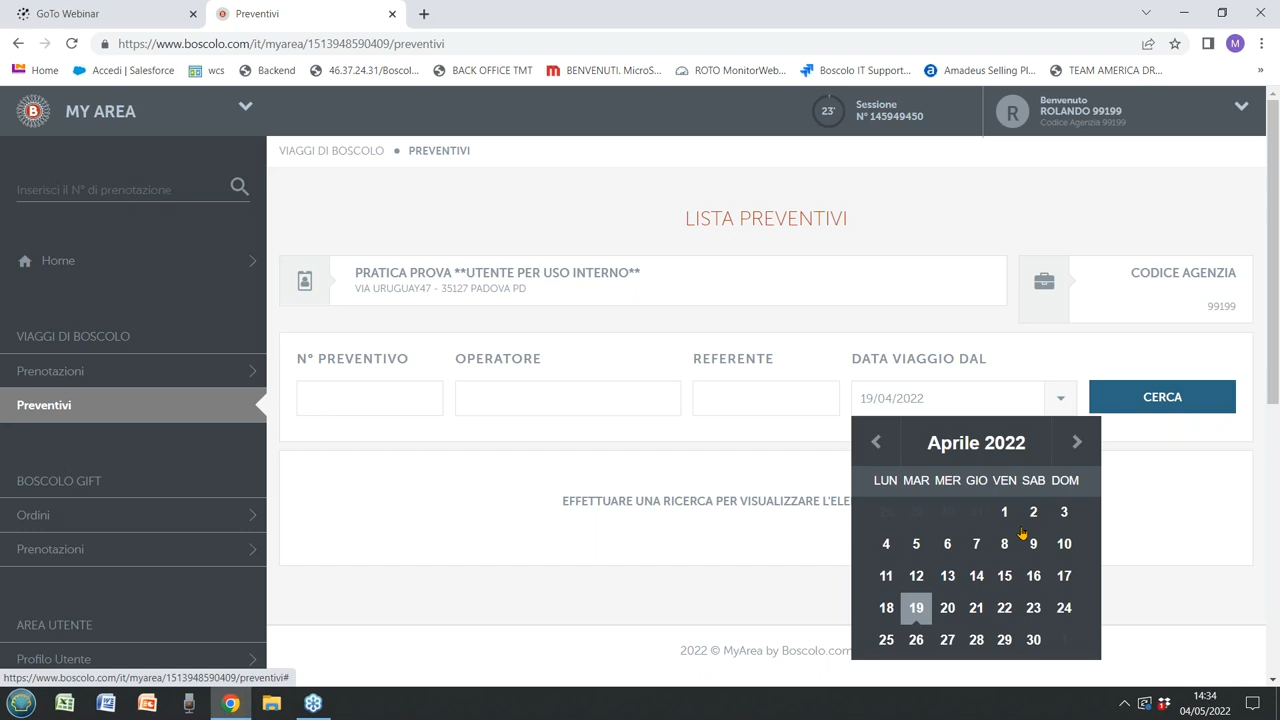 GoTo Webinar
Preventivi
https://www.boscolo.com/it/myarea/1513948590409/preventivi
M
Home
Accedi | Salesforce
wcs
Backend
46.37.24.31/Boscol...
BACK OFFICE TMT
BENVENUTI. MicroS...
ROTO MonitorWeb...
Boscolo IT Support...
Amadeus Selling Pl...
TEAM AMERICA DR...
»
B
MY AREA
23'
Sessione
N° 145949450
R
Benvenuto
ROLANDO 99199
Codice Agenzia 99199
VIAGGI DI BOSCOLO • PREVENTIVI
Inserisci il N° di prenotazione
LISTA PREVENTIVI
Home
PRATICA PROVA **UTENTE PER USO INTERNO**
VIA URUGUAY47 - 35127 PADOVA PD
CODICE AGENZIA
99199
VIAGGI DI BOSCOLO
Prenotazioni
Preventivi
N° PREVENTIVO
OPERATORE
REFERENTE
DATA VIAGGIO DAL
19/04/2022
CERCA
Aprile 2022
LUN MAR MER GIO VEN SAB DOM
1 2 3
4 5 6 7 8 9 10
11 12 13 14 15 16 17
18 19 20 21 22 23 24
25 26 27 28 29 30
EFFETTUARE UNA RICERCA PER VISUALIZZARE L'ELE
BOSCOLO GIFT
Ordini
Prenotazioni
AREA UTENTE
Profilo Utente
2022 © MyArea by Boscolo.com
https://www.boscolo.com/it/myarea/1513948590409/preventivi#
14:34
04/05/2022